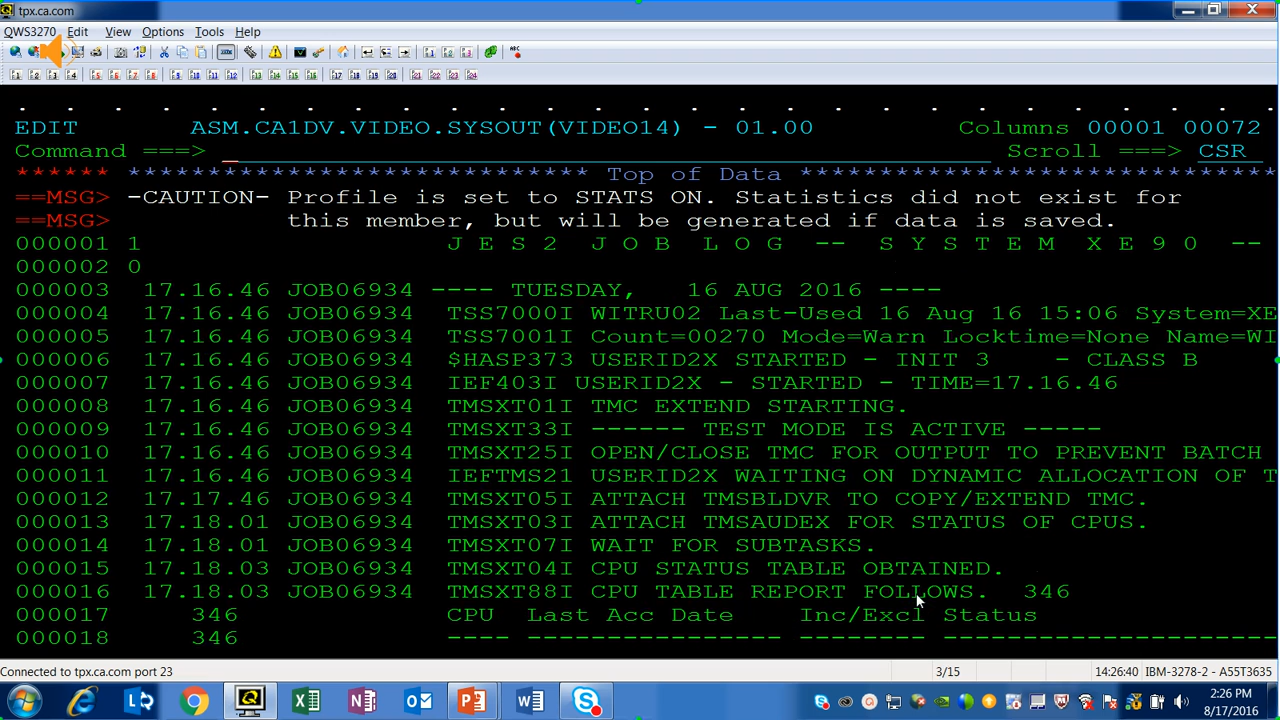 tpx.ca.com
QWS3270 Edit View Options Tools Help
. . . . . . . . . . . . . . . . . . . . . . . . . . .
EDIT ASM.CA1DV.VIDEO.SYSOUT(VIDEO14) - 01.00 Columns 00001 00072
Command ===> _ Scroll ===> CSR
****** ***************************** Top of Data ******************************
==MSG> -CAUTION- Profile is set to STATS ON. Statistics did not exist for
==MSG> this member, but will be generated if data is saved.
000001 1 J E S 2 J O B L O G -- S Y S T E M X E 9 0 --
000002 0
000003 17.16.46 JOB06934 ---- TUESDAY, 16 AUG 2016 ----
000004 17.16.46 JOB06934 TSS7000I WITRU02 Last-Used 16 Aug 16 15:06 System=XE
000005 17.16.46 JOB06934 TSS7001I Count=00270 Mode=Warn Locktime=None Name=WI
000006 17.16.46 JOB06934 $HASP373 USERID2X STARTED - INIT 3 - CLASS B
000007 17.16.46 JOB06934 IEF403I USERID2X - STARTED - TIME=17.16.46
000008 17.16.46 JOB06934 TMSXT01I TMC EXTEND STARTING.
000009 17.16.46 JOB06934 TMSXT33I ------ TEST MODE IS ACTIVE -----
000010 17.16.46 JOB06934 TMSXT25I OPEN/CLOSE TMC FOR OUTPUT TO PREVENT BATCH
000011 17.16.46 JOB06934 IEFTMS21 USERID2X WAITING ON DYNAMIC ALLOCATION OF T
000012 17.17.46 JOB06934 TMSXT05I ATTACH TMSBLDVR TO COPY/EXTEND TMC.
000013 17.18.01 JOB06934 TMSXT03I ATTACH TMSAUDEX FOR STATUS OF CPUS.
000014 17.18.01 JOB06934 TMSXT07I WAIT FOR SUBTASKS.
000015 17.18.03 JOB06934 TMSXT04I CPU STATUS TABLE OBTAINED.
000016 17.18.03 JOB06934 TMSXT88I CPU TABLE REPORT FOLLOWS. 346
000017 346 CPU Last Acc Date Inc/Excl Status
000018 346 ---- ---------------- -------- ----------------------
Connected to tpx.ca.com port 23 3/15 14:26:40 IBM-3278-2 - A55T3635
2:26 PM
8/17/2016